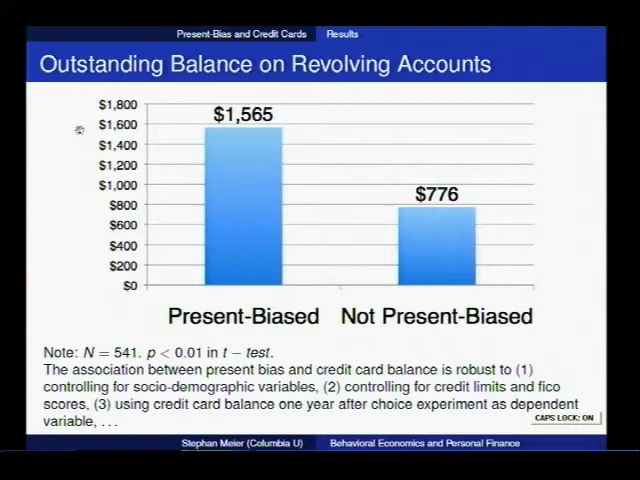 Present-Bias and Credit Cards Results
Outstanding Balance on Revolving Accounts
$1,800
$1,600
$1,400
$1,200
$1,000
$800
$600
$400
$200
$0
$1,565
$776
Present-Biased Not Present-Biased
Note: N = 541. p < 0.01 in t − test.
The association between present bias and credit card balance is robust to (1)
controlling for socio-demographic variables, (2) controlling for credit limits and fico
scores, (3) using credit card balance one year after choice experiment as dependent
variable, ...
CAPS LOCK: ON
Stephan Meier (Columbia U) Behavioral Economics and Personal Finance